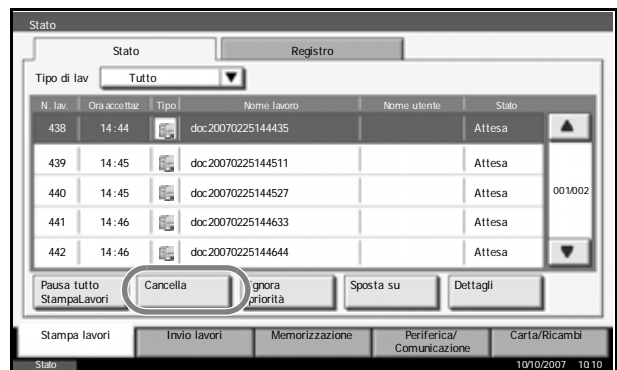 Stato
Stato Registro
Tipo di lav Tutto
N. lav. Ora accettaz Tipo Nome lavoro Nome utente Stato
438 14:44 doc20070225144435 Attesa
439 14:45 doc20070225144511 Attesa
440 14:45 doc20070225144527 Attesa
441 14:46 doc20070225144633 Attesa
442 14:46 doc20070225144644 Attesa
001/002
Pausa tutto
StampaLavori
Cancella
gnora
priorità
Sposta su
Dettagli
Stampa lavori Invio lavori Memorizzazione Periferica/
Comunicazione
Carta/Ricambi
Stato 10/10/2007 10:10